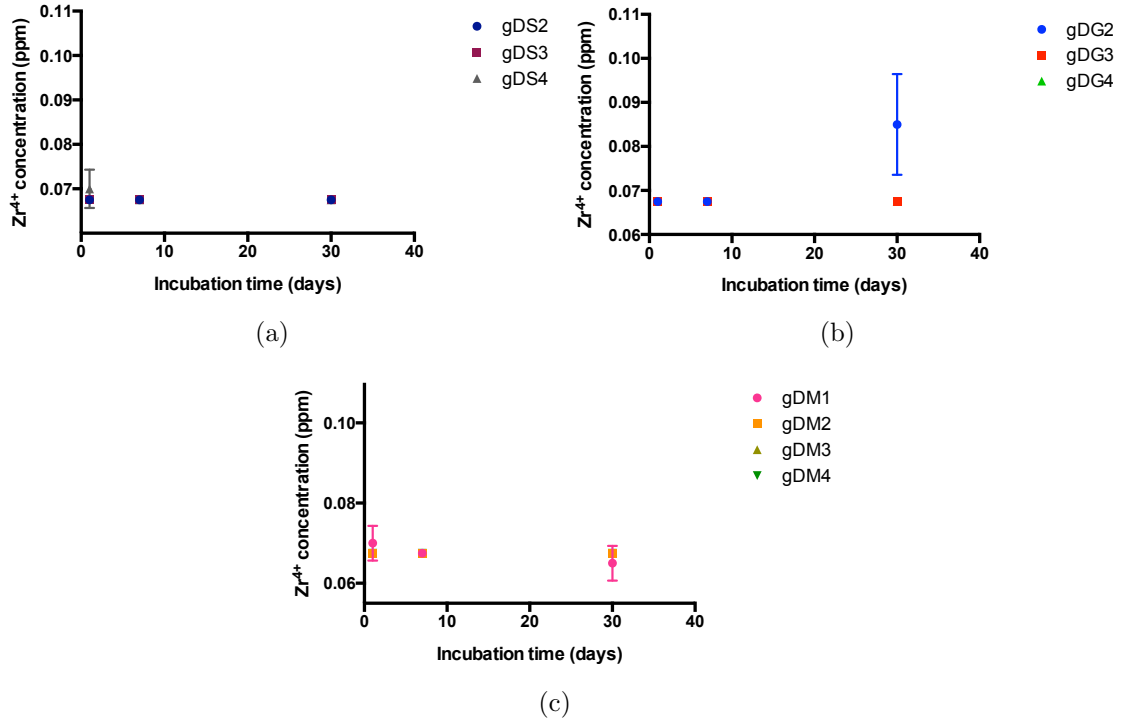 0.11
0.10
0.09
0.08
0.07
Zr⁴⁺ concentration (ppm)
0 10 20 30 40
Incubation time (days)
gDS2
gDS3
gDS4
(a)
0.11
0.10
0.09
0.08
0.07
0.06
Zr⁴⁺ concentration (ppm)
0 10 20 30 40
Incubation time (days)
gDG2
gDG3
gDG4
(b)
0.10
0.08
0.06
Zr⁴⁺ concentration (ppm)
0 10 20 30 40
Incubation time (days)
gDM1
gDM2
gDM3
gDM4
(c)